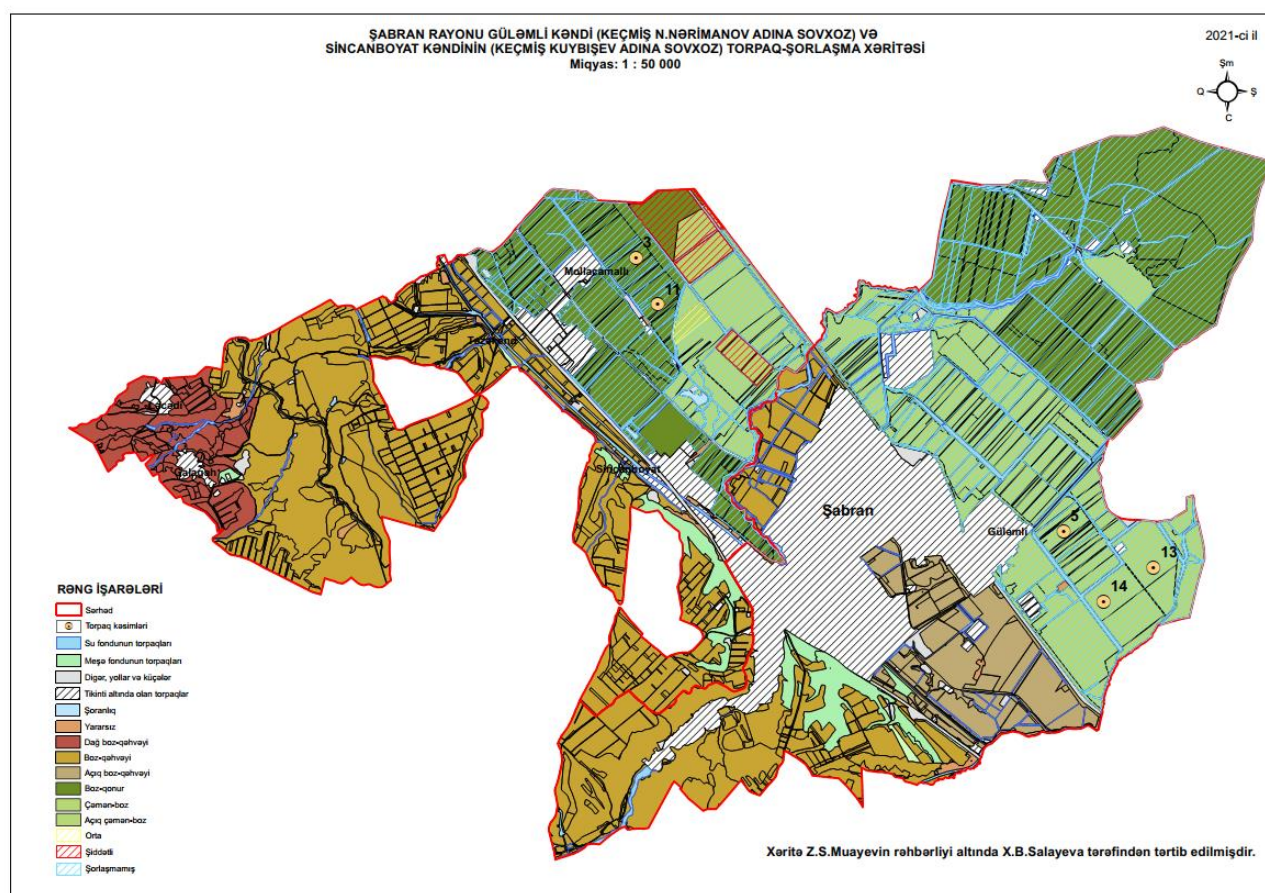 ŞABRAN RAYONU GÜLƏMLİ KƏNDİ (KEÇMİŞ N.NƏRİMANOV ADINA SOVXOZ) VƏ
SİNCANBOYAT KƏNDİNİN (KEÇMİŞ KUYBIŞEV ADINA SOVXOZ) TORPAQ-ŞORLAŞMA XƏRİTƏSİ
Miqyas: 1 : 50 000
2021-ci il
Şm
Q
Ş
C
3
Mollacamallı
11
Təzəkənd
Ləcədi
Sincanboyat
Şabran
Güləmli
5
13
14
RƏNG İŞARƏLƏRİ
Sərhəd
Torpaq kəsimləri
Su fondunun torpaqları
Meşə fondunun torpaqları
Digər, yollar və küçələr
Tikinti altında olan torpaqlar
Şoranlıq
Yararsız
Dağ boz-qəhvəyi
Boz-qəhvəyi
Açıq boz-qəhvəyi
Boz-qonur
Çəmən-boz
Açıq çəmən-boz
Orta
Şiddətli
Şorlaşmamış
Xəritə Z.S.Muayevin rəhbərliyi altında X.B.Salayeva tərəfindən tərtib edilmişdir.